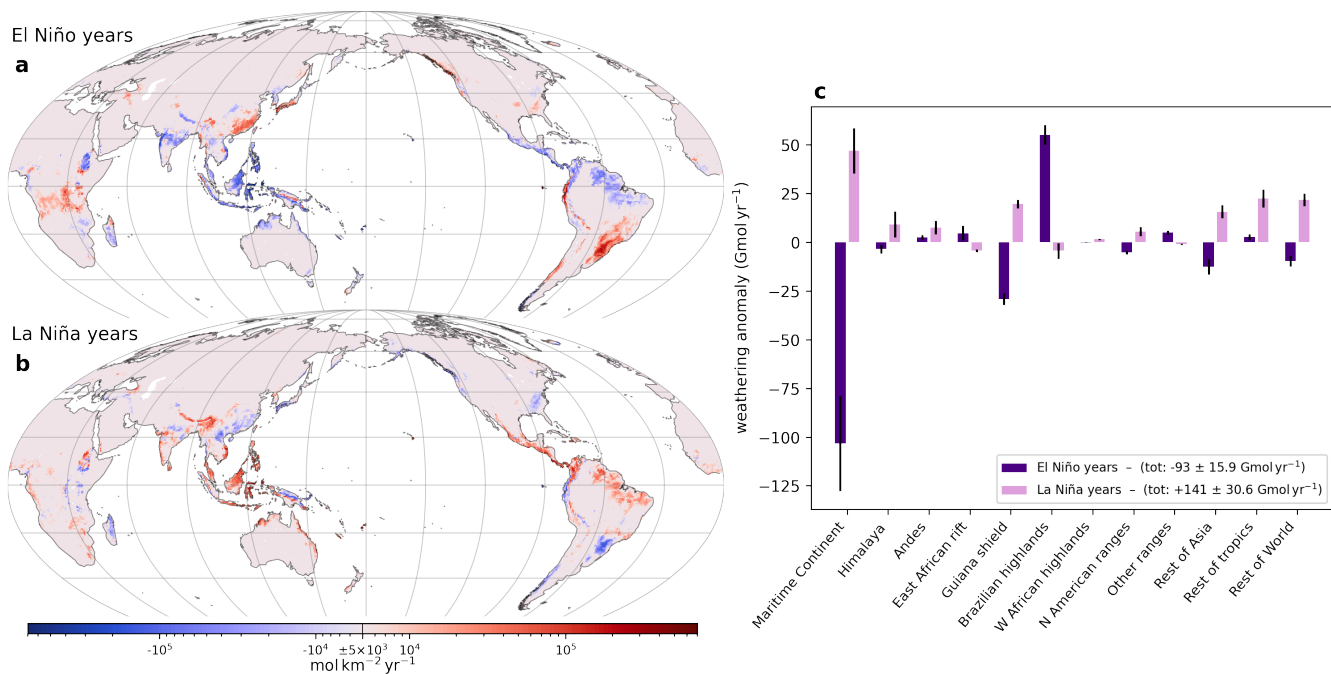 El Niño years
a
La Niña years
b
-10⁵ -10⁴ ±5×10³ 10⁴ 10⁵
mol km⁻² yr⁻¹
c
weathering anomaly (Gmol yr⁻¹)
50
25
0
−25
−50
−75
−100
−125
El Niño years – (tot: -93 ± 15.9 Gmol yr⁻¹)
La Niña years – (tot: +141 ± 30.6 Gmol yr⁻¹)
Maritime Continent
Himalaya
Andes
East African rift
Guiana shield
Brazilian highlands
W African highlands
N American ranges
Other ranges
Rest of Asia
Rest of tropics
Rest of World